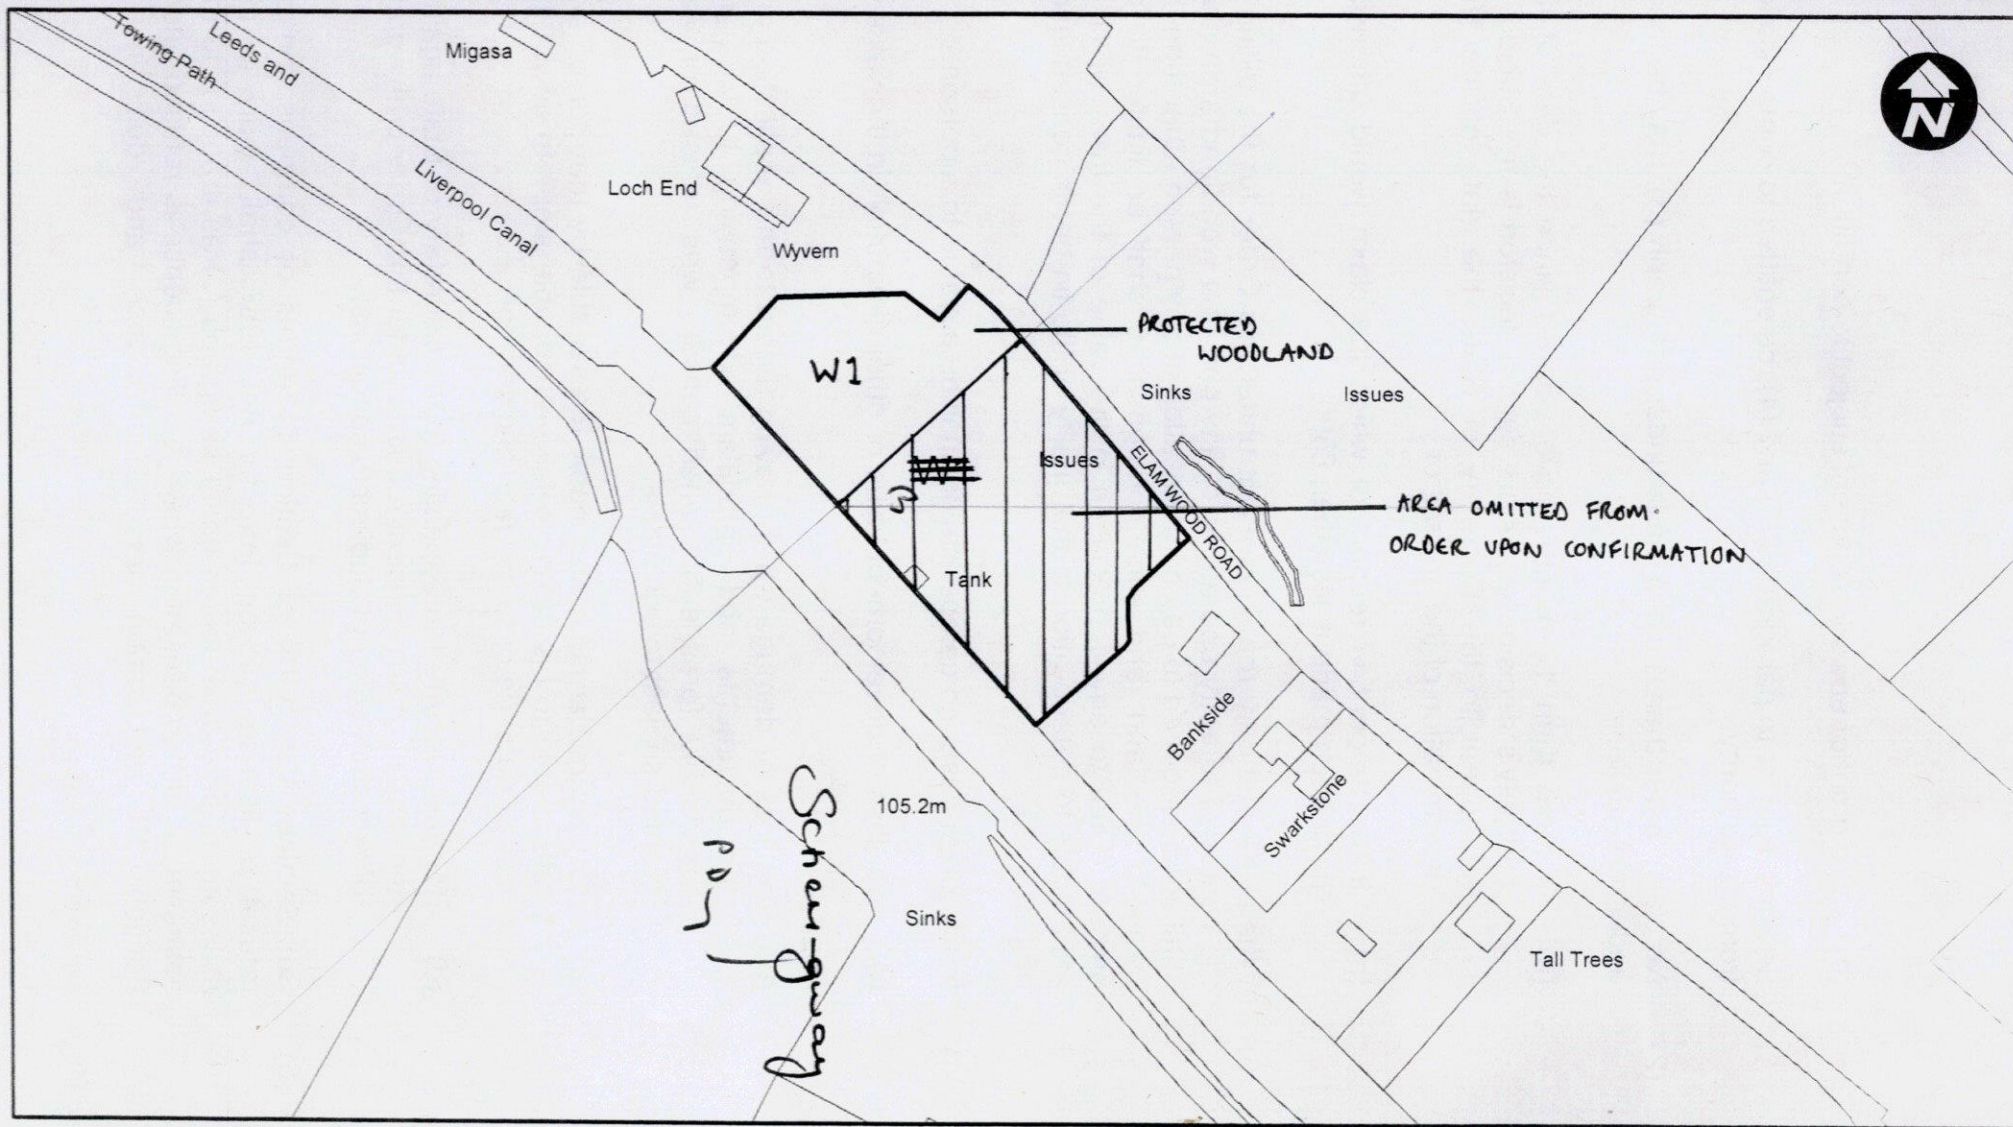 Towing Path
Leeds and
Liverpool Canal
Migasa
N
Loch End
Wyvern
PROTECTED
WOODLAND
W1
Sinks
Issues
Issues
ELAM WOOD ROAD
AREA OMITTED FROM
ORDER UPON CONFIRMATION
Tank
Bankside
Swarkstone
105.2m
Sinks
Tall Trees